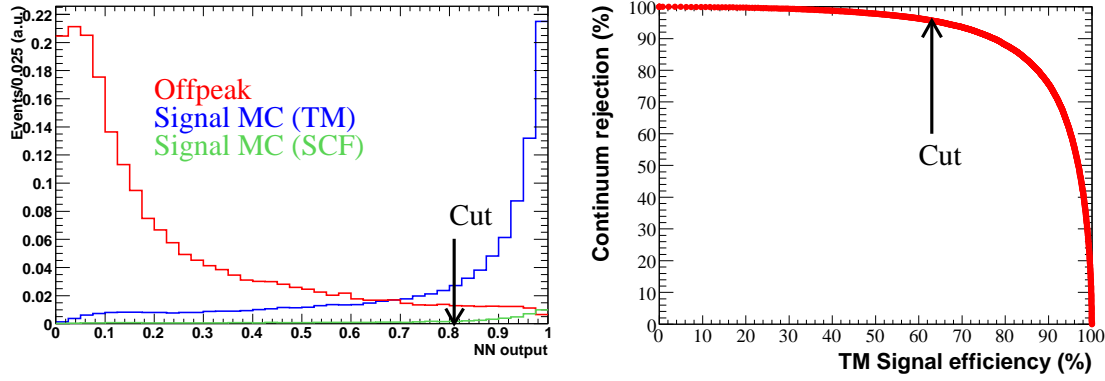 Events/0.025 (a.u.)
0.22
0.2
0.18
0.16
0.14
0.12
0.1
0.08
0.06
0.04
0.02
0
Offpeak
Signal MC (TM)
Signal MC (SCF)
Cut
0 0.1 0.2 0.3 0.4 0.5 0.6 0.7 0.8 0.9 1
NN output
Continuum rejection (%)
100
90
80
70
60
50
40
30
20
10
0
Cut
0 10 20 30 40 50 60 70 80 90 100
TM Signal efficiency (%)